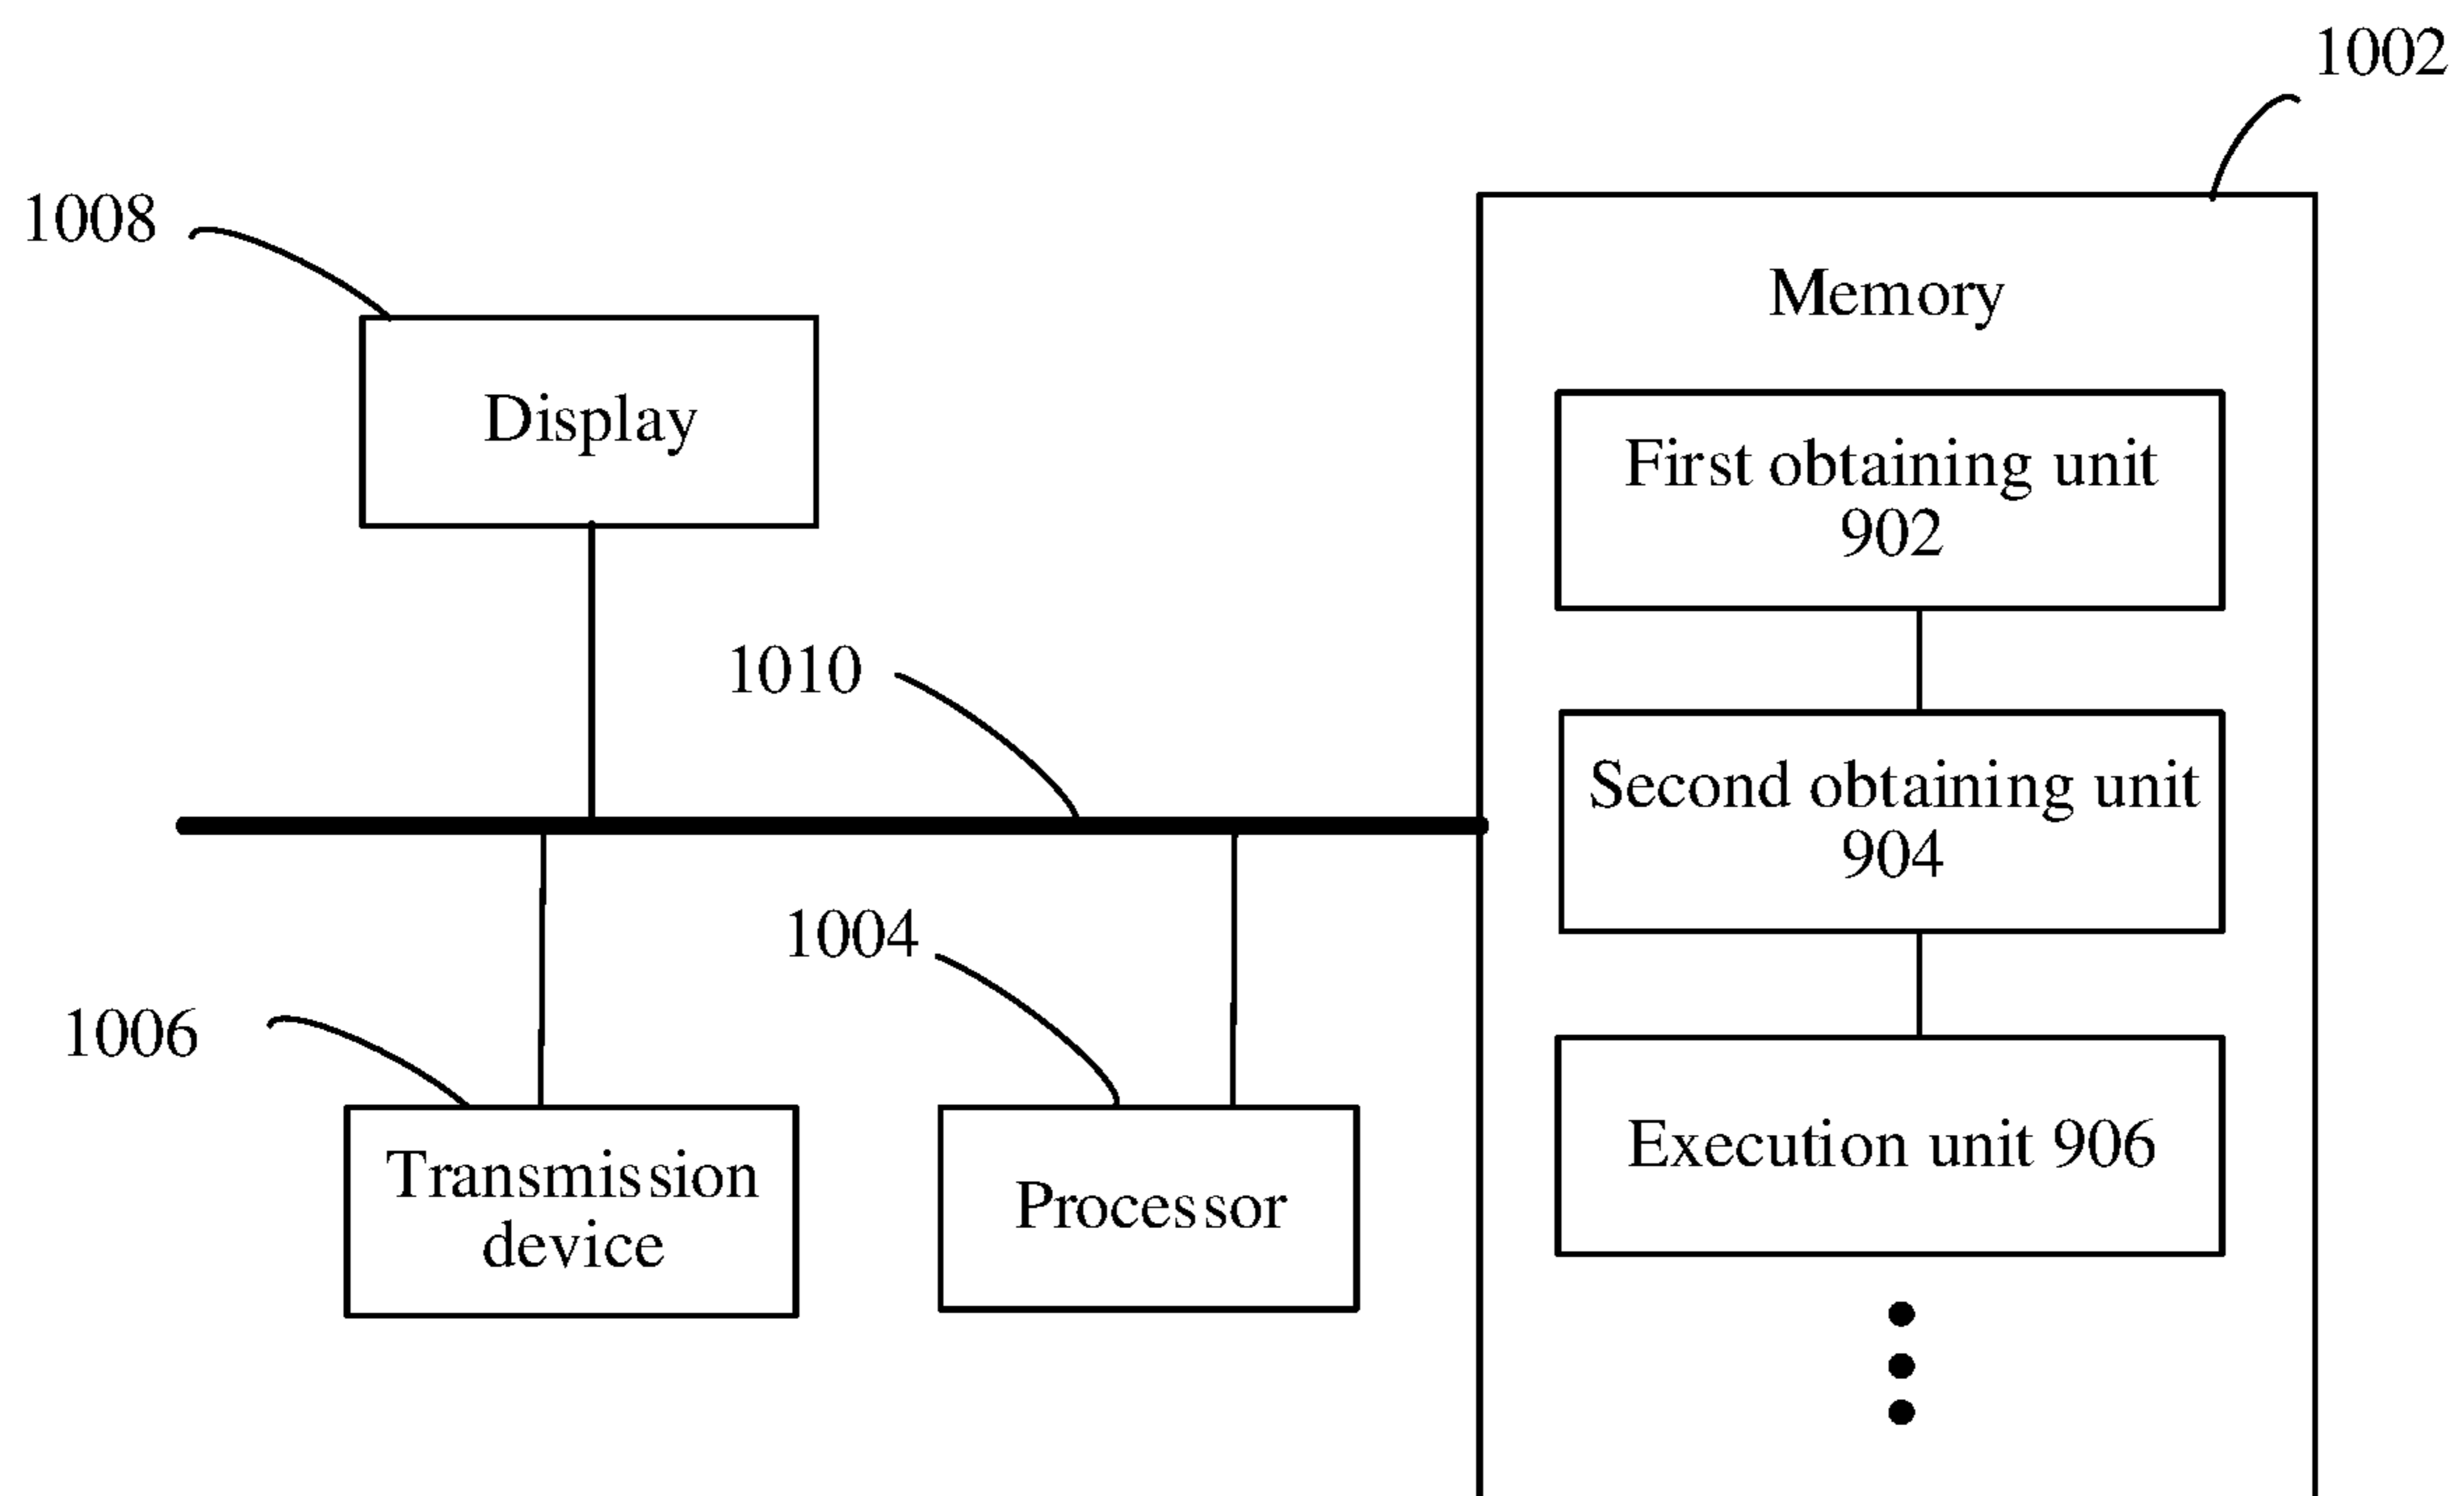 1002
1008
Memory
Display
First obtaining unit
902
1010
Second obtaining unit
904
1004
1006
Transmission
device
Processor
Execution unit 906